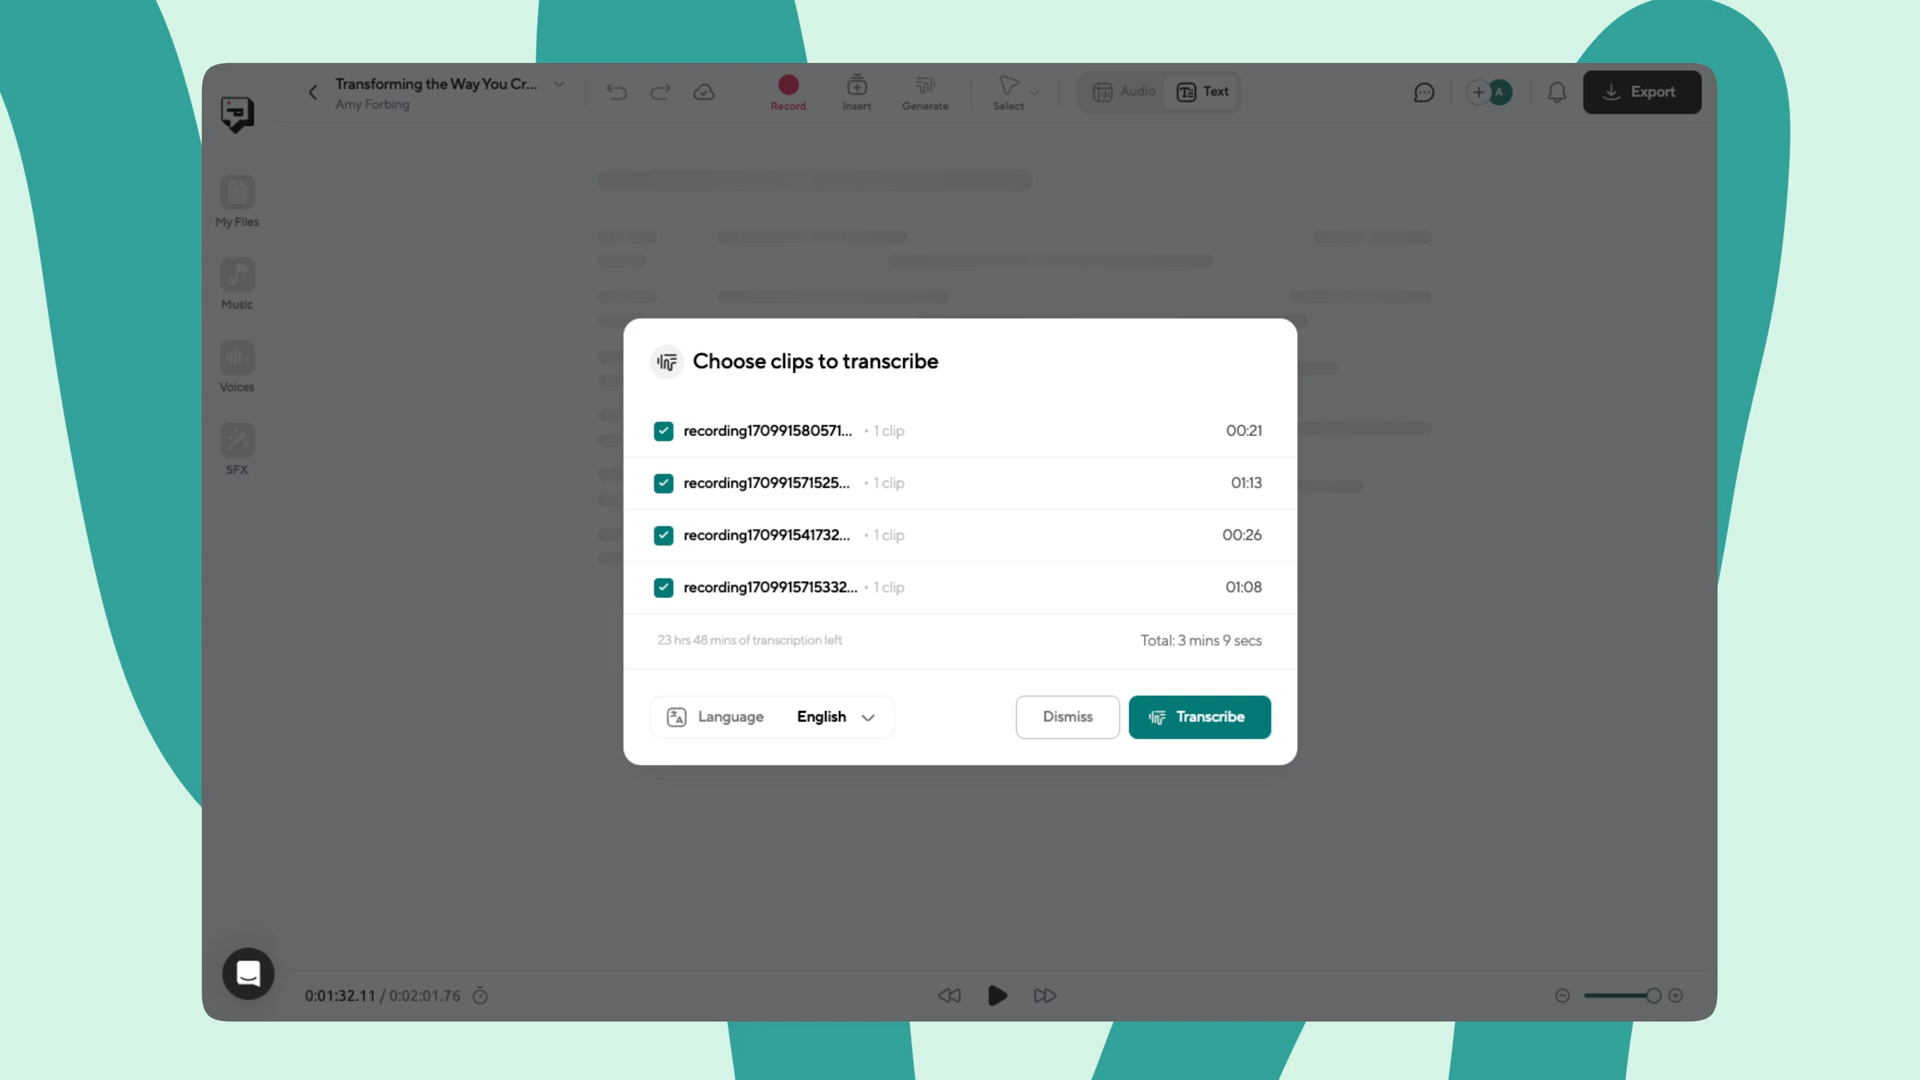 Transforming the Way You Cr...
Amy Forbing
Record
Insert
Generate
Select
Audio
Text
A
Export
My Files
Music
Voices
SFX
Choose clips to transcribe
recording170991580571... • 1 clip 00:21
recording170991571525... • 1 clip 01:13
recording170991541732... • 1 clip 00:26
recording1709915715332... • 1 clip 01:08
23 hrs 48 mins of transcription left
Total: 3 mins 9 secs
Language English
Dismiss
Transcribe
0:01:32.11 / 0:02:01.76